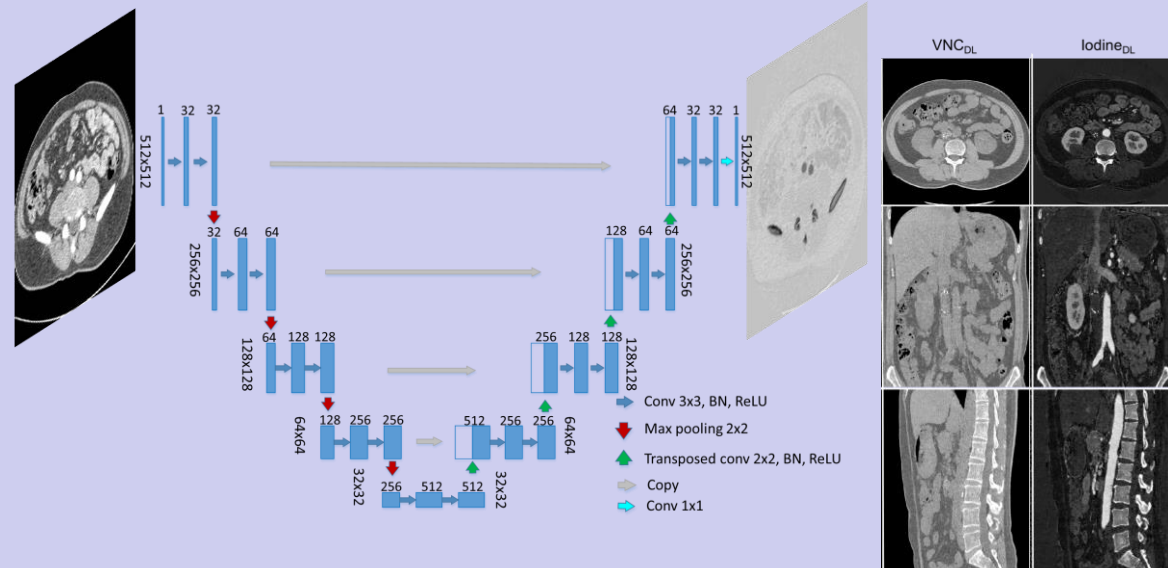 VNC_DL Iodine_DL
1 32 32
512x512
64 32 32 1
512x512
32 64 64
256x256
128 64 64
256x256
64 128 128
128x128
256 128 128
128x128
128 256 256
64x64
512 256 256
64x64
256 512 512
32x32
32x32
Conv 3x3, BN, ReLU
Max pooling 2x2
Transposed conv 2x2, BN, ReLU
Copy
Conv 1x1